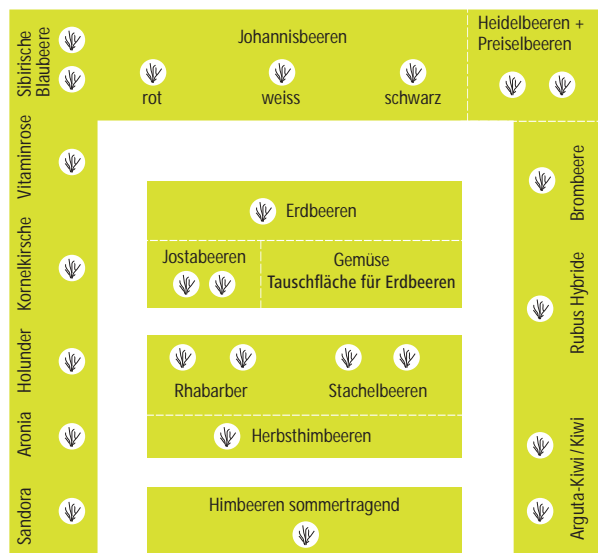 Sibirische
Blaubeere
Johannisbeeren
rot
weiss
schwarz
Heidelbeeren +
Preiselbeeren
Vitaminrose
Kornelkirsche
Holunder
Aronia
Sandora
Erdbeeren
Jostabeeren
Gemüse
Tauschfläche für Erdbeeren
Rhabarber
Stachelbeeren
Herbsthimbeeren
Himbeeren sommertragend
Brombeere
Rubus Hybride
Arguta-Kiwi / Kiwi